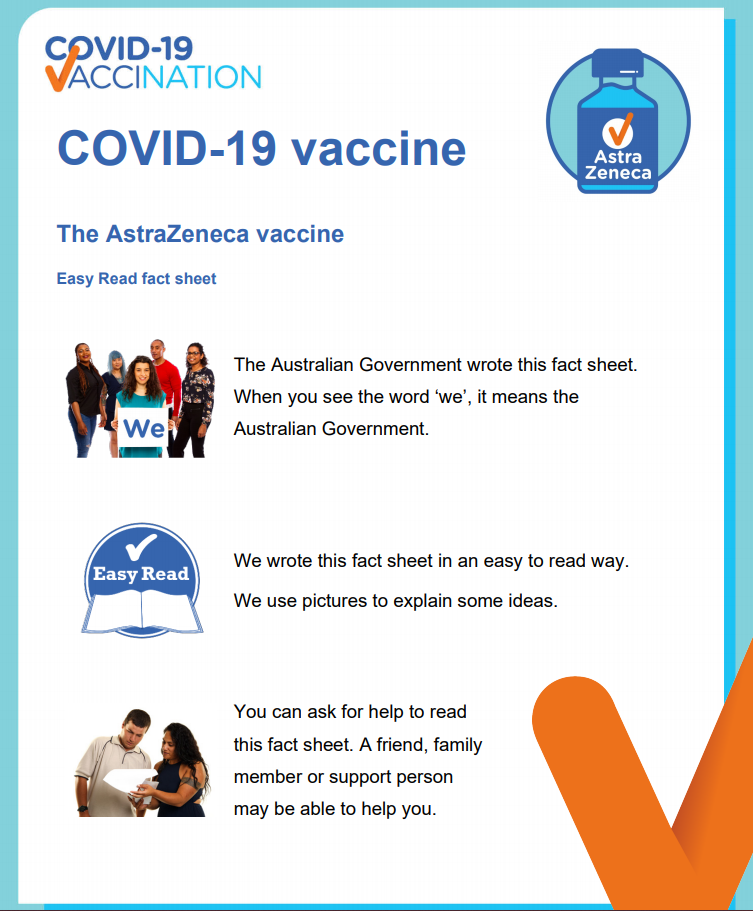 COVID-19
VACCINATION
Astra
Zeneca
COVID-19 vaccine
The AstraZeneca vaccine
Easy Read fact sheet
The Australian Government wrote this fact sheet.
When you see the word ‘we’, it means the
Australian Government.
We
We wrote this fact sheet in an easy to read way.
Easy Read
We use pictures to explain some ideas.
You can ask for help to read
this fact sheet. A friend, family
member or support person
may be able to help you.